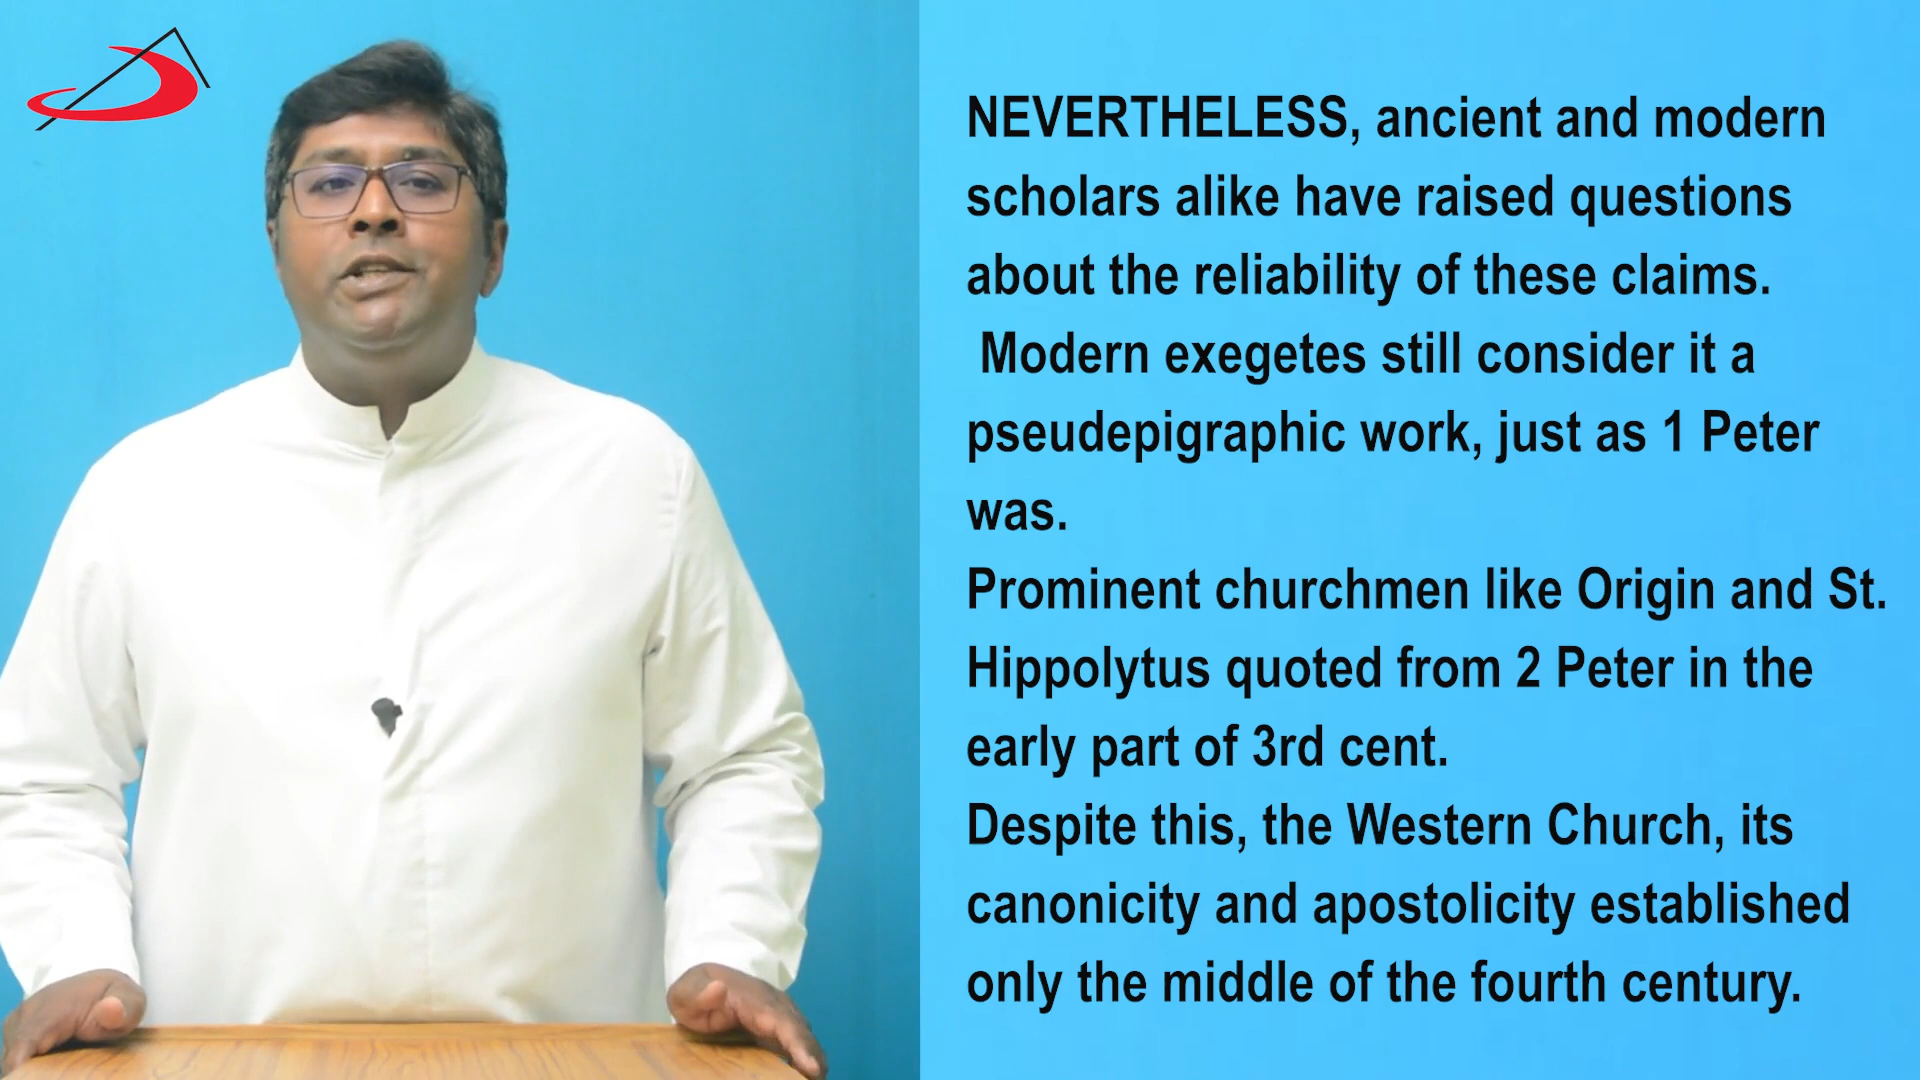 NEVERTHELESS, ancient and modern
scholars alike have raised questions
about the reliability of these claims.
Modern exegetes still consider it a
pseudepigraphic work, just as 1 Peter
was.
Prominent churchmen like Origin and St.
Hippolytus quoted from 2 Peter in the
early part of 3rd cent.
Despite this, the Western Church, its
canonicity and apostolicity established
only the middle of the fourth century.